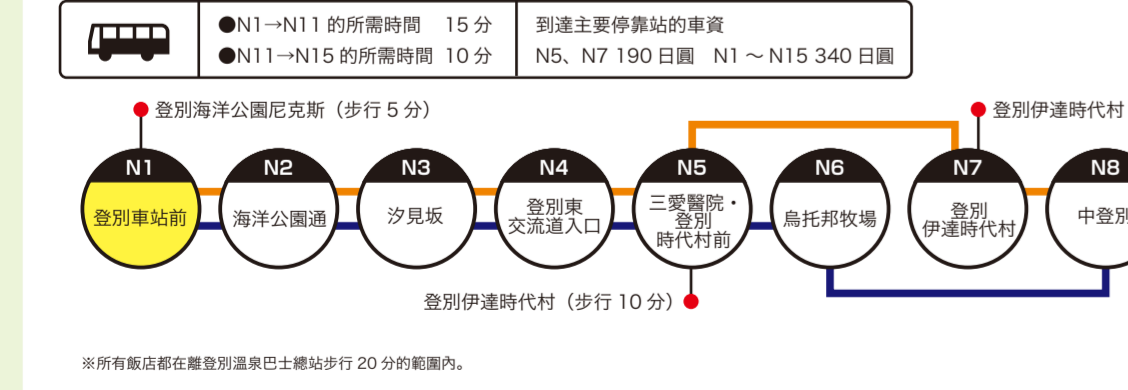 ●N1→N11 的所需時間 15 分
●N11→N15 的所需時間 10 分
到達主要停靠站的車資
N5、N7 190 日圓 N1 ～ N15 340 日圓
登別海洋公園尼克斯（步行 5 分）
登別伊達時代村
N1
登別車站前
N2
海洋公園通
N3
汐見坂
N4
登別東
交流道入口
N5
三愛醫院・
登別
時代村前
N6
烏托邦牧場
N7
登別
伊達時代村
N8
中登別
登別伊達時代村（步行 10 分）
※所有飯店都在離登別溫泉巴士總站步行 20 分的範圍內。